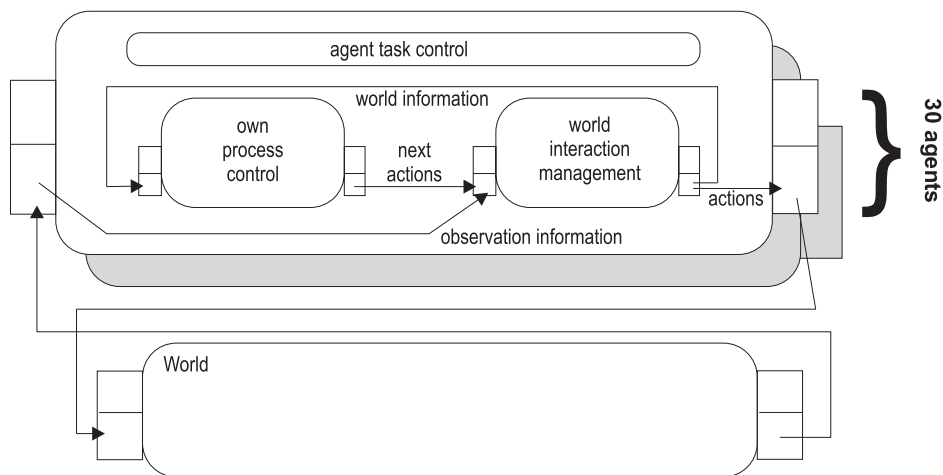 agent task control
world information
own
process
control
next
actions
world
interaction
management
actions
observation information
30 agents
World